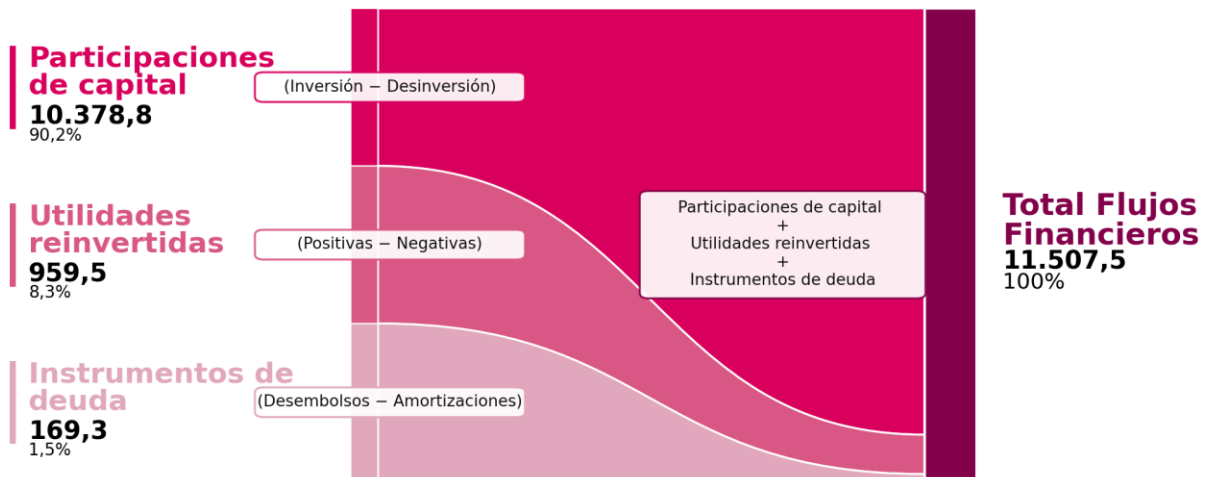 Participaciones
de capital
10.378,8
90,2%
(Inversión − Desinversión)
Utilidades
reinvertidas
959,5
8,3%
(Positivas − Negativas)
Instrumentos de
deuda
169,3
1,5%
(Desembolsos − Amortizaciones)
Participaciones de capital
+
Utilidades reinvertidas
+
Instrumentos de deuda
Total Flujos
Financieros
11.507,5
100%